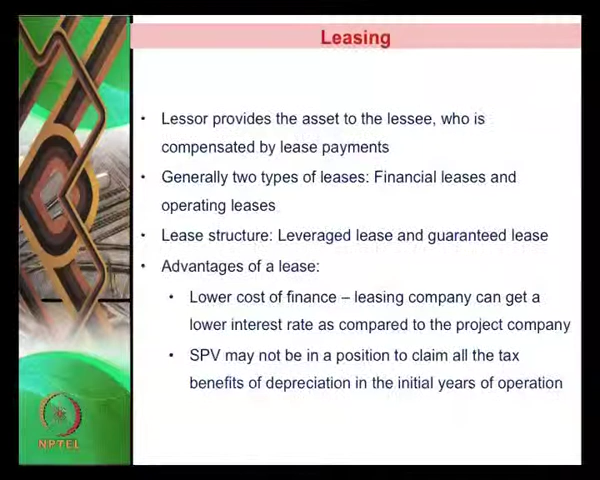 Leasing
• Lessor provides the asset to the lessee, who is
compensated by lease payments
• Generally two types of leases: Financial leases and
operating leases
• Lease structure: Leveraged lease and guaranteed lease
• Advantages of a lease:
• Lower cost of finance – leasing company can get a
lower interest rate as compared to the project company
• SPV may not be in a position to claim all the tax
benefits of depreciation in the initial years of operation
NPTEL